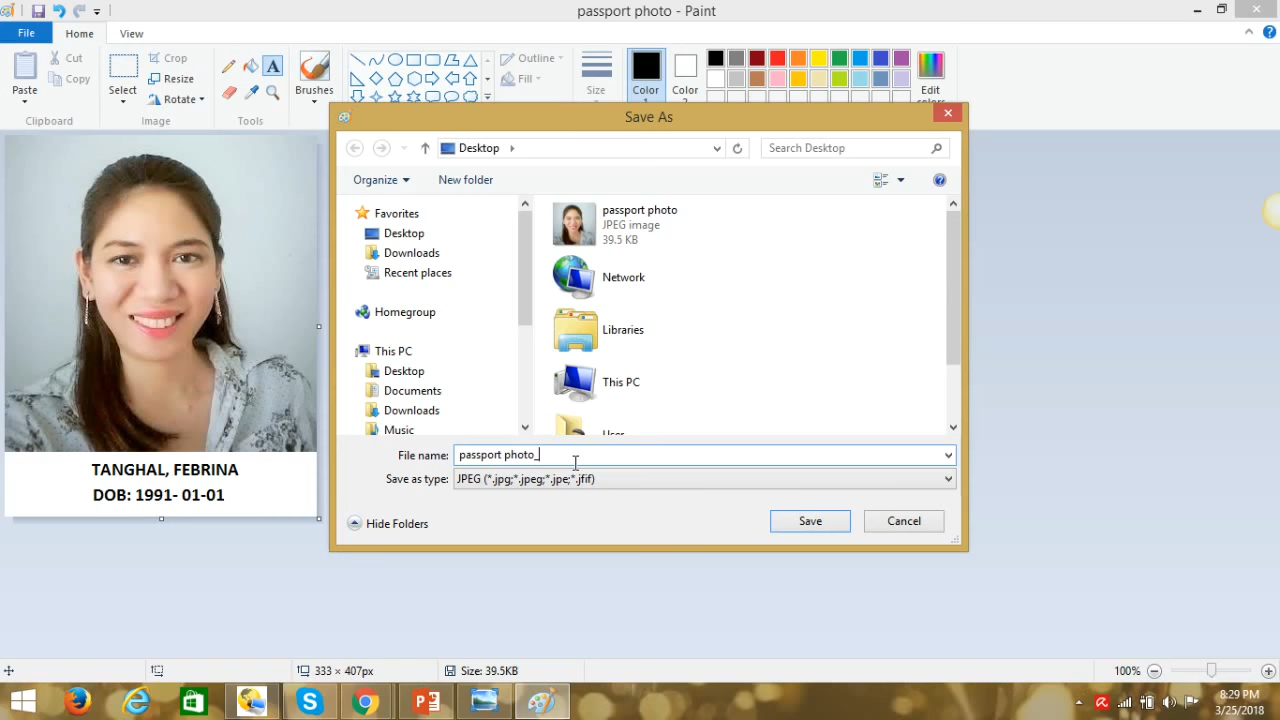 passport photo - Paint
File
Home
View
Paste
Cut
Copy
Clipboard
Select
Crop
Resize
Rotate
Image
Tools
Brushes
Outline
Fill
Size
Color
1
Color
2
Edit
colors
Save As
Desktop
Search Desktop
Organize
New folder
Favorites
Desktop
Downloads
Recent places
Homegroup
This PC
Desktop
Documents
Downloads
Music
passport photo
JPEG image
39.5 KB
Network
Libraries
This PC
User
File name: passport photo_
Save as type: JPEG (*.jpg;*.jpeg;*.jpe;*.jfif)
Hide Folders
Save
Cancel
TANGHAL, FEBRINA
DOB: 1991- 01-01
333 × 407px
Size: 39.5KB
100%
8:29 PM
3/25/2018